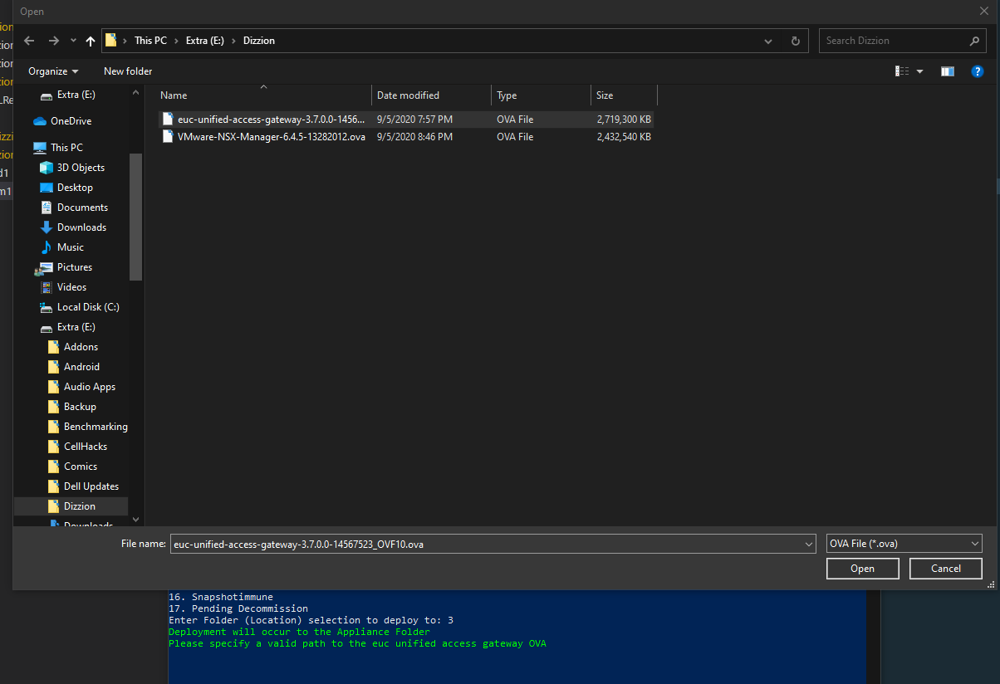 Open
This PC > Extra (E:) > Dizzion
Search Dizzion
Organize
New folder
Name
Date modified
Type
Size
euc-unified-access-gateway-3.7.0.0-1456... 9/5/2020 7:57 PM OVA File 2,719,300 KB
VMware-NSX-Manager-6.4.5-13282012.ova 9/5/2020 8:46 PM OVA File 2,432,540 KB
Extra (E:)
OneDrive
This PC
3D Objects
Desktop
Documents
Downloads
Music
Pictures
Videos
Local Disk (C:)
Extra (E:)
Addons
Android
Audio Apps
Backup
Benchmarking
CellHacks
Comics
Dell Updates
Dizzion
Downloads
File name: euc-unified-access-gateway-3.7.0.0-14567523_OVF10.ova
OVA File (*.ova)
Open
Cancel
16. Snapshotimmune
17. Pending Decommission
Enter Folder (Location) selection to deploy to: 3
Deployment will occur to the Appliance Folder
Please specify a valid path to the euc unified access gateway OVA